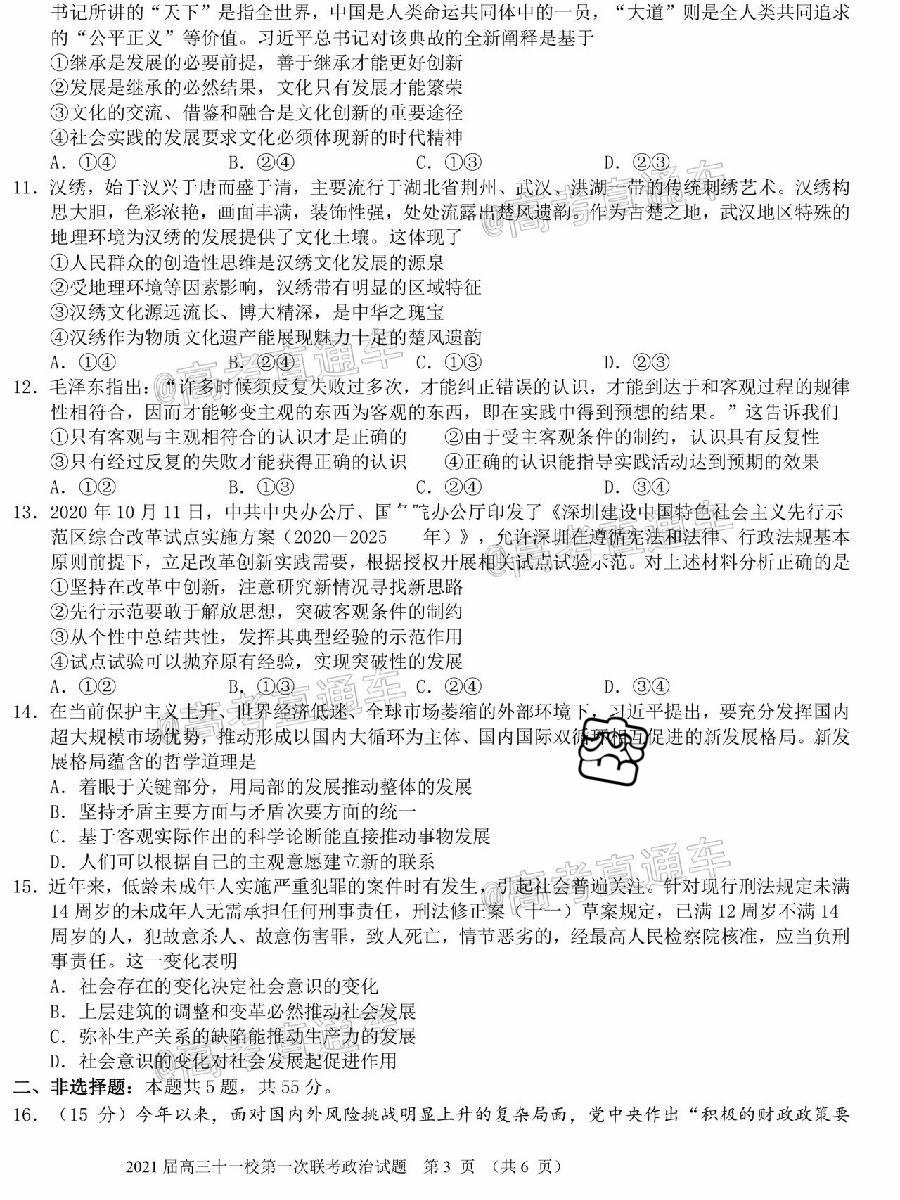 书记所讲的“天下”是指全世界，中国是人类命运共同体中的一员，“大道”则是全人类共同追求
的“公平正义”等价值。习近平总书记对该典故的全新阐释是基于
①继承是发展的必要前提，善于继承才能更好创新
②发展是继承的必然结果，文化只有发展才能繁荣
③文化的交流、借鉴和融合是文化创新的重要途径
④社会实践的发展要求文化必须体现新的时代精神
A. ①④ B. ②④ C. ①③ D. ②③
11. 汉绣，始于汉兴于唐而盛于清，主要流行于湖北省荆州、武汉、洪湖一带的传统刺绣艺术。汉绣构
思大胆，色彩浓艳，画面丰满，装饰性强，处处流露出楚风遗韵。作为古楚之地，武汉地区特殊的
地理环境为汉绣的发展提供了文化土壤。这体现了
①人民群众的创造性思维是汉绣文化发展的源泉
②受地理环境等因素影响，汉绣带有明显的区域特征
③汉绣文化源远流长、博大精深，是中华之瑰宝
④汉绣作为物质文化遗产能展现魅力十足的楚风遗韵
A. ①④ B. ②④ C. ①③ D. ②③
12. 毛泽东指出：“许多时候须反复失败过多次，才能纠正错误的认识，才能到达于和客观过程的规律
性相符合，因而才能够变主观的东西为客观的东西，即在实践中得到预想的结果。”这告诉我们
①只有客观与主观相符合的认识才是正确的 ②由于受主客观条件的制约，认识具有反复性
③只有经过反复的失败才能获得正确的认识 ④正确的认识能指导实践活动达到预期的效果
A. ①② B. ①③ C. ②④ D. ③④
13. 2020 年 10 月 11 日，中共中央办公厅、国务院办公厅印发了《深圳建设中国特色社会主义先行示
范区综合改革试点实施方案（2020－2025 年）》，允许深圳在遵循宪法和法律、行政法规基本
原则前提下，立足改革创新实践需要，根据授权开展相关试点试验示范。对上述材料分析正确的是
①坚持在改革中创新，注意研究新情况寻找新思路
②先行示范要敢于解放思想，突破客观条件的制约
③从个性中总结共性，发挥其典型经验的示范作用
④试点试验可以抛弃原有经验，实现突破性的发展
A. ①② B. ①③ C. ②④ D. ③④
14. 在当前保护主义上升、世界经济低迷、全球市场萎缩的外部环境下，习近平提出，要充分发挥国内
超大规模市场优势，推动形成以国内大循环为主体、国内国际双循环相互促进的新发展格局。新发
展格局蕴含的哲学道理是
A. 着眼于关键部分，用局部的发展推动整体的发展
B. 坚持矛盾主要方面与矛盾次要方面的统一
C. 基于客观实际作出的科学论断能直接推动事物发展
D. 人们可以根据自己的主观意愿建立新的联系
15. 近年来，低龄未成年人实施严重犯罪的案件时有发生，引起社会普遍关注。针对现行刑法规定未满
14 周岁的未成年人无需承担任何刑事责任，刑法修正案（十一）草案规定，已满 12 周岁不满 14
周岁的人，犯故意杀人、故意伤害罪，致人死亡，情节恶劣的，经最高人民检察院核准，应当负刑
事责任。这一变化表明
A. 社会存在的变化决定社会意识的变化
B. 上层建筑的调整和变革必然推动社会发展
C. 弥补生产关系的缺陷能推动生产力的发展
D. 社会意识的变化对社会发展起促进作用
二、非选择题：本题共 5 题，共 55 分。
16. （15 分）今年以来，面对国内外风险挑战明显上升的复杂局面，党中央作出“积极的财政政策要
2021 届高三十一校第一次联考政治试题 第 3 页 （共 6 页）
@高考直通车
@高考直通车
@高考直通车
@高考直通车
@高考直通车
@高考直通车